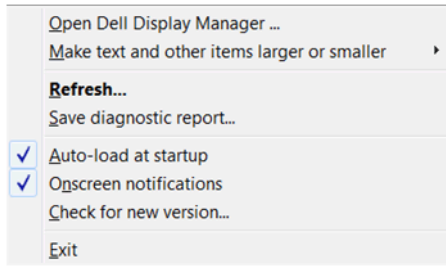 Open Dell Display Manager ...
Make text and other items larger or smaller
Refresh...
Save diagnostic report...
Auto-load at startup
Onscreen notifications
Check for new version...
Exit